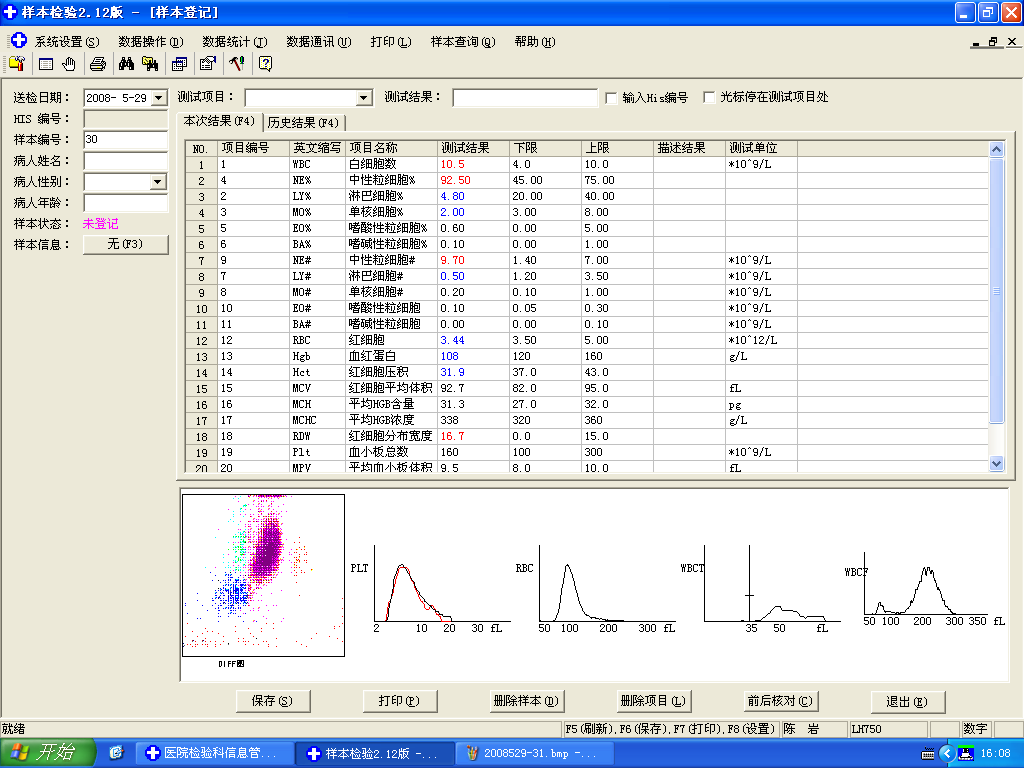 样本检验2.12版 - [样本登记]
系统设置(S) 数据操作(D) 数据统计(T) 数据通讯(U) 打印(L) 样本查询(Q) 帮助(H)
送检日期： 2008- 5-29 测试项目： 测试结果： 输入His编号 光标停在测试项目处
HIS 编号：
样本编号： 30
病人姓名：
病人性别：
病人年龄：
样本状态： 未登记
样本信息： 无(F3)
本次结果(F4) 历史结果(F4)
NO. 项目编号 英文缩写 项目名称 测试结果 下限 上限 描述结果 测试单位
1 1 WBC 白细胞数 10.5 4.0 10.0 *10^9/L
2 4 NE% 中性粒细胞% 92.50 45.00 75.00
3 2 LY% 淋巴细胞% 4.80 20.00 40.00
4 3 MO% 单核细胞% 2.00 3.00 8.00
5 5 EO% 嗜酸性粒细胞% 0.60 0.00 5.00
6 6 BA% 嗜碱性粒细胞% 0.10 0.00 1.00
7 9 NE# 中性粒细胞# 9.70 1.40 7.00 *10^9/L
8 7 LY# 淋巴细胞# 0.50 1.20 3.50 *10^9/L
9 8 MO# 单核细胞# 0.20 0.10 1.00 *10^9/L
10 10 EO# 嗜酸性粒细胞 0.10 0.05 0.30 *10^9/L
11 11 BA# 嗜碱性粒细胞 0.00 0.00 0.10 *10^9/L
12 12 RBC 红细胞 3.44 3.50 5.00 *10^12/L
13 13 Hgb 血红蛋白 108 120 160 g/L
14 14 Hct 红细胞压积 31.9 37.0 43.0
15 15 MCV 红细胞平均体积 92.7 82.0 95.0 fL
16 16 MCH 平均HGB含量 31.3 27.0 32.0 pg
17 17 MCHC 平均HGB浓度 338 320 360 g/L
18 18 RDW 红细胞分布宽度 16.7 0.0 15.0
19 19 Plt 血小板总数 160 100 300 *10^9/L
20 20 MPV 平均血小板体积 9.5 8.0 10.0 fL
DIFF图
PLT
2 10 20 30 fL
RBC
50 100 200 300 fL
WBCT
35 50 fL
WBCF
50 100 200 300 350 fL
保存(S) 打印(P) 删除样本(D) 删除项目(L) 前后核对(C) 退出(E)
就绪 F5(刷新),F6(保存),F7(打印),F8(设置) 陈 岩 LH750 数字
开始 医院检验科信息管... 样本检验2.12版 -... 2008529-31.bmp -... 16:08